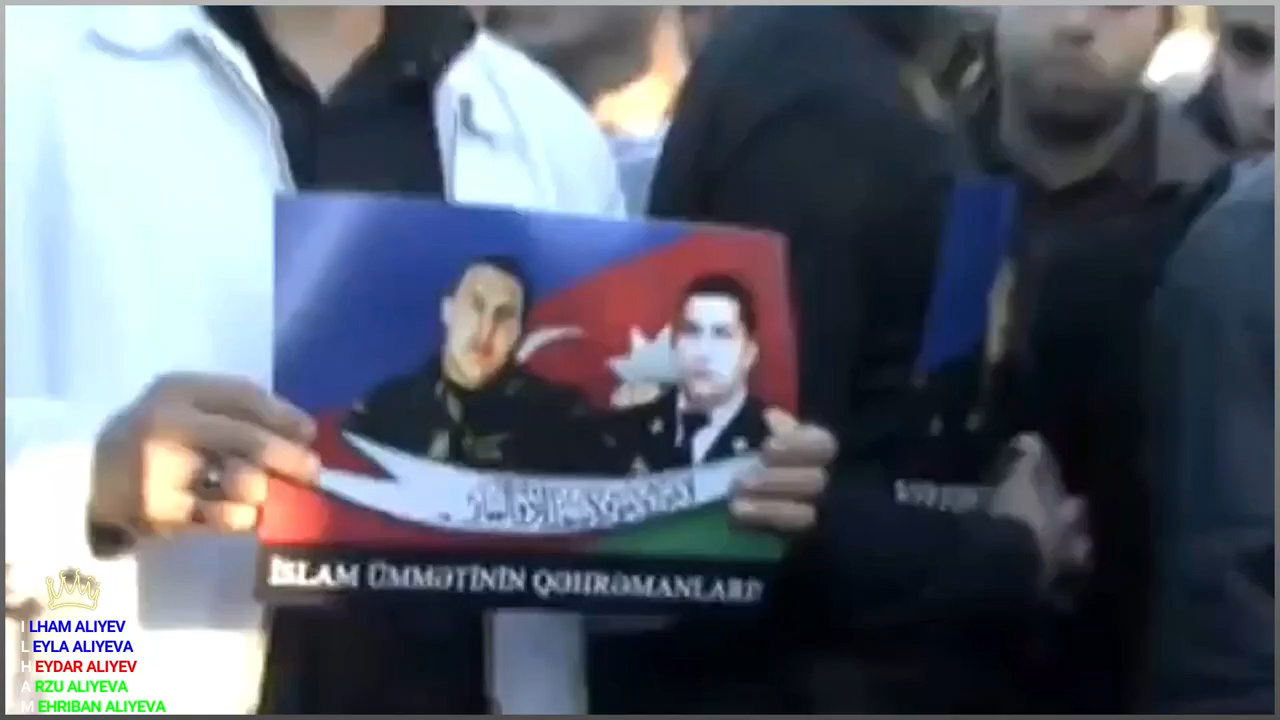 İSLAM ÜMMƏTİNİN QƏHRƏMANLARI
I LHAM ALIYEV
L EYLA ALIYEVA
H EYDAR ALIYEV
A RZU ALIYEVA
M EHRIBAN ALIYEVA